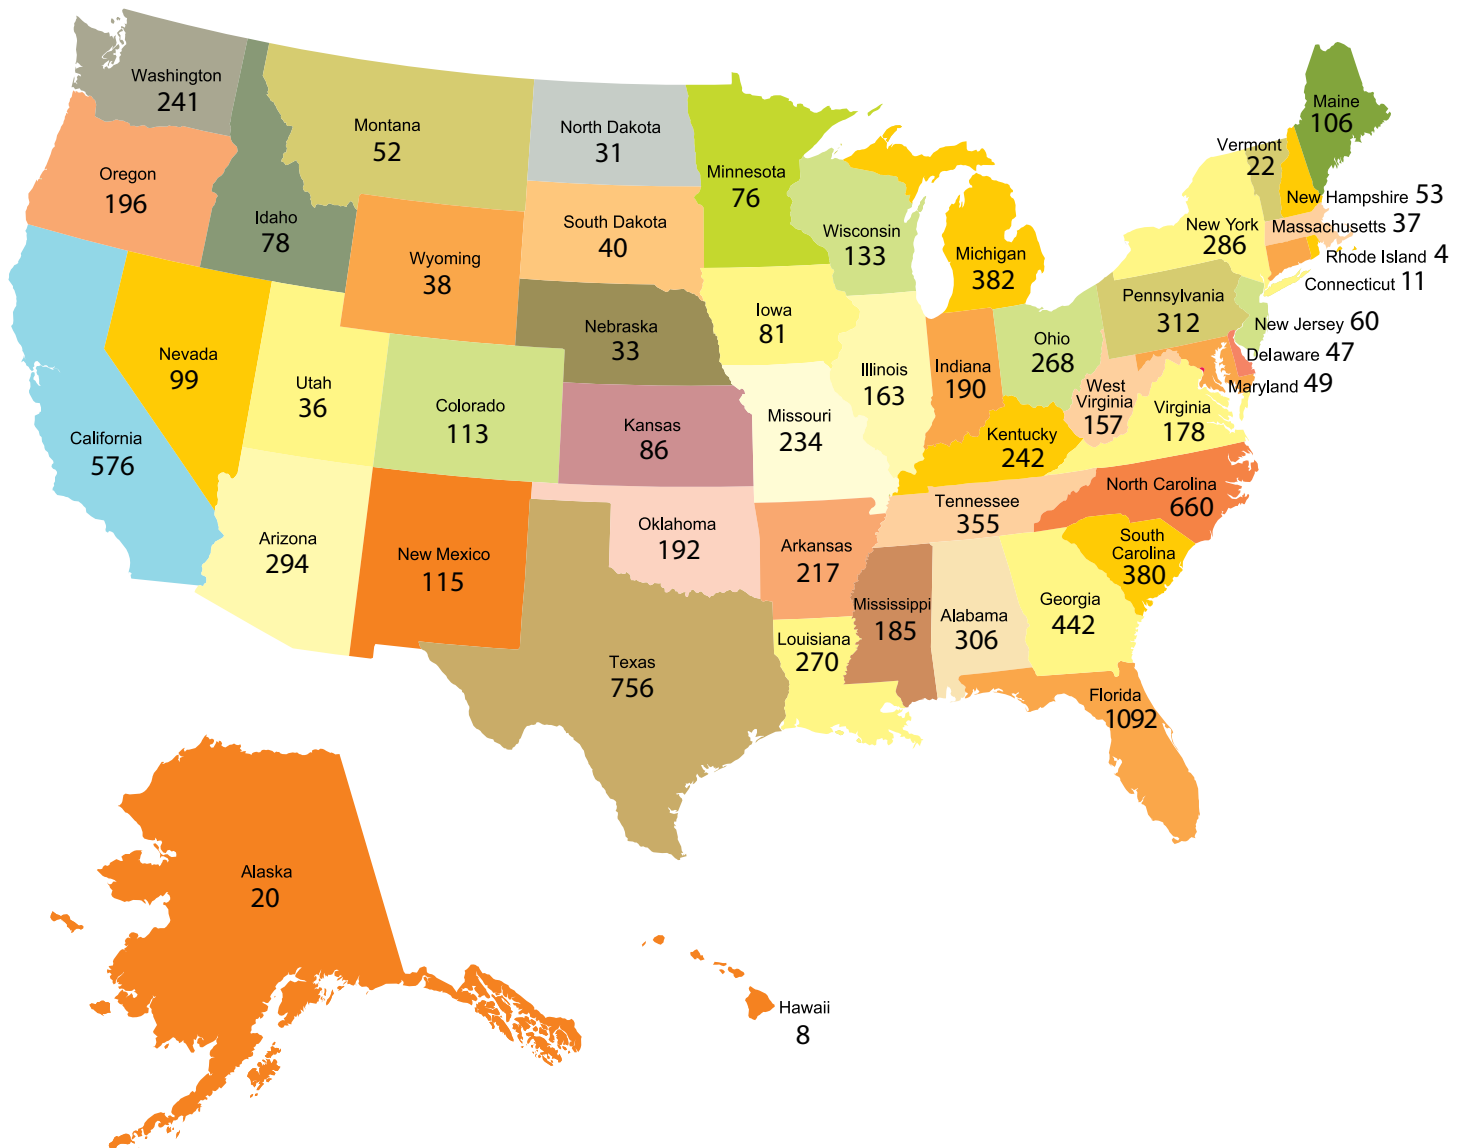 Washington
241
Oregon
196
California
576
Nevada
99
Idaho
78
Montana
52
Wyoming
38
Utah
36
Arizona
294
Colorado
113
New Mexico
115
North Dakota
31
South Dakota
40
Nebraska
33
Kansas
86
Oklahoma
192
Texas
756
Minnesota
76
Iowa
81
Missouri
234
Arkansas
217
Louisiana
270
Wisconsin
133
Illinois
163
Michigan
382
Indiana
190
Ohio
268
Kentucky
242
Tennessee
355
Mississippi
185
Alabama
306
Georgia
442
Florida
1092
South
Carolina
380
North Carolina
660
Virginia
178
West
Virginia
157
Pennsylvania
312
New York
286
Vermont
22
Maine
106
New Hampshire 53
Massachusetts 37
Rhode Island 4
Connecticut 11
New Jersey 60
Delaware 47
Maryland 49
Alaska
20
Hawaii
8